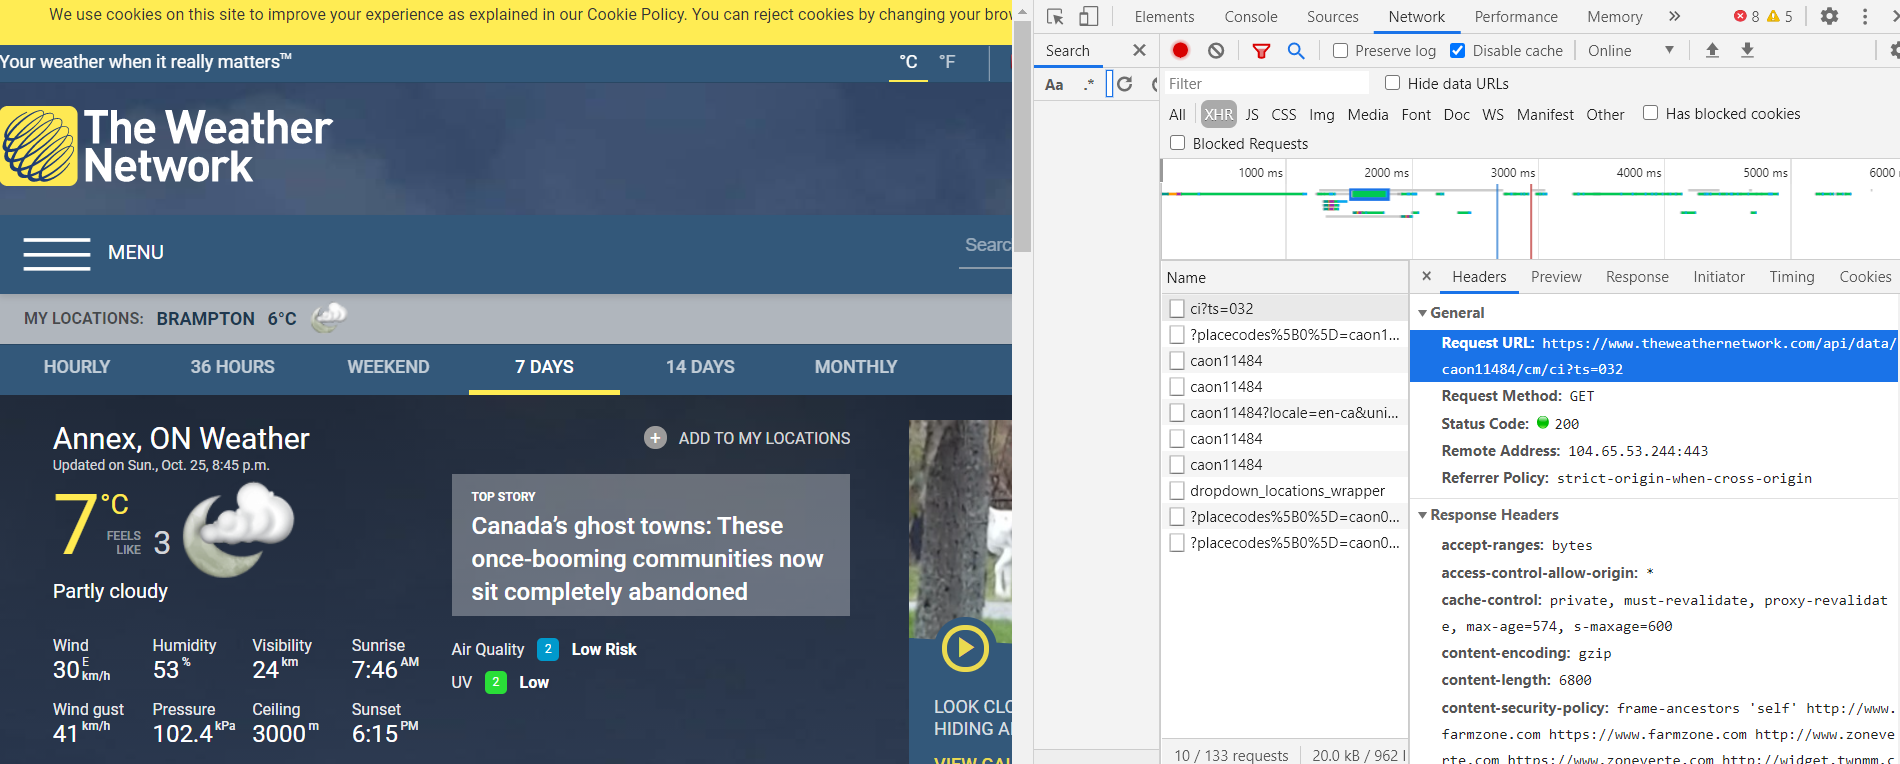 We use cookies on this site to improve your experience as explained in our Cookie Policy. You can reject cookies by changing your
Your weather when it really matters™
°C °F
The Weather
Network
MENU
MY LOCATIONS: BRAMPTON 6°C
HOURLY 36 HOURS WEEKEND 7 DAYS 14 DAYS MONTHLY
Annex, ON Weather
Updated on Sun., Oct. 25, 8:45 p.m.
+ ADD TO MY LOCATIONS
7 °C
FEELS LIKE 3
Partly cloudy
TOP STORY
Canada's ghost towns: These
once-booming communities now
sit completely abandoned
Wind Humidity Visibility Sunrise
30 E km/h 53 % 24 km 7:46 AM
Wind gust Pressure Ceiling Sunset
41 km/h 102.4 kPa 3000 m 6:15 PM
Air Quality 2 Low Risk
UV 2 Low
LOOK
HIDING
VIEW
Elements Console Sources Network Performance Memory » 8 5
Search
Aa .*
Preserve log Disable cache Online
Filter Hide data URLs
All XHR JS CSS Img Media Font Doc WS Manifest Other Has blocked cookies
Blocked Requests
1000 ms 2000 ms 3000 ms 4000 ms 5000 ms 6000
Name
ci?ts=032
?placecodes%5B0%5D=caon1...
caon11484
caon11484
caon11484?locale=en-ca&uni...
caon11484
caon11484
dropdown_locations_wrapper
?placecodes%5B0%5D=caon0...
?placecodes%5B0%5D=caon0...
10 / 133 requests 20.0 kB / 962
× Headers Preview Response Initiator Timing Cookies
General
Request URL: https://www.theweathernetwork.com/api/data/
caon11484/cm/ci?ts=032
Request Method: GET
Status Code: 200
Remote Address: 104.65.53.244:443
Referrer Policy: strict-origin-when-cross-origin
Response Headers
accept-ranges: bytes
access-control-allow-origin: *
cache-control: private, must-revalidate, proxy-revalidat
e, max-age=574, s-maxage=600
content-encoding: gzip
content-length: 6800
content-security-policy: frame-ancestors 'self' http://www.
farmzone.com https://www.farmzone.com http://www.zoneve
rte.com https://www.zoneverte.com http://widget.twnmm.c